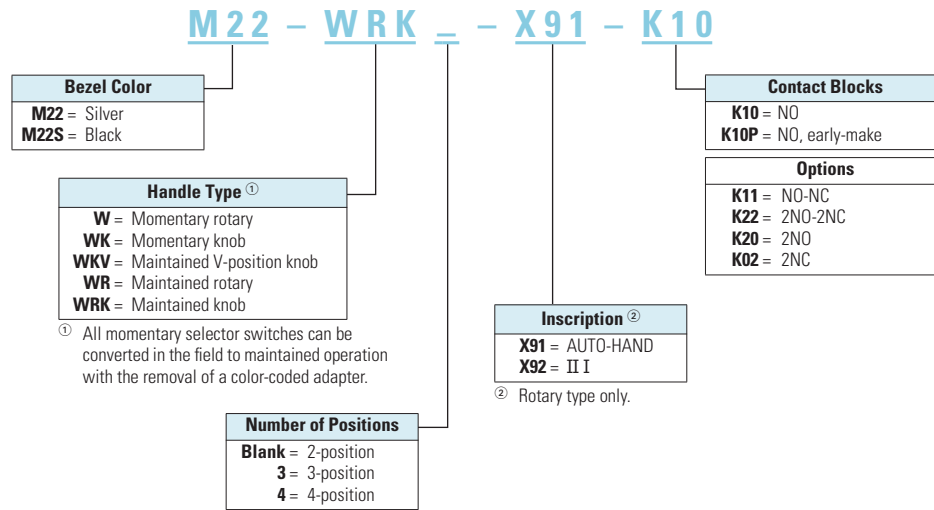 M22 – WRK _ – X91 – K10
Bezel Color
M22 = Silver
M22S = Black
Contact Blocks
K10 = NO
K10P = NO, early-make
Options
K11 = NO-NC
K22 = 2NO-2NC
K20 = 2NO
K02 = 2NC
Handle Type ①
W = Momentary rotary
WK = Momentary knob
WKV = Maintained V-position knob
WR = Maintained rotary
WRK = Maintained knob
① All momentary selector switches can be
converted in the field to maintained operation
with the removal of a color-coded adapter.
Inscription ②
X91 = AUTO-HAND
X92 = II I
② Rotary type only.
Number of Positions
Blank = 2-position
3 = 3-position
4 = 4-position